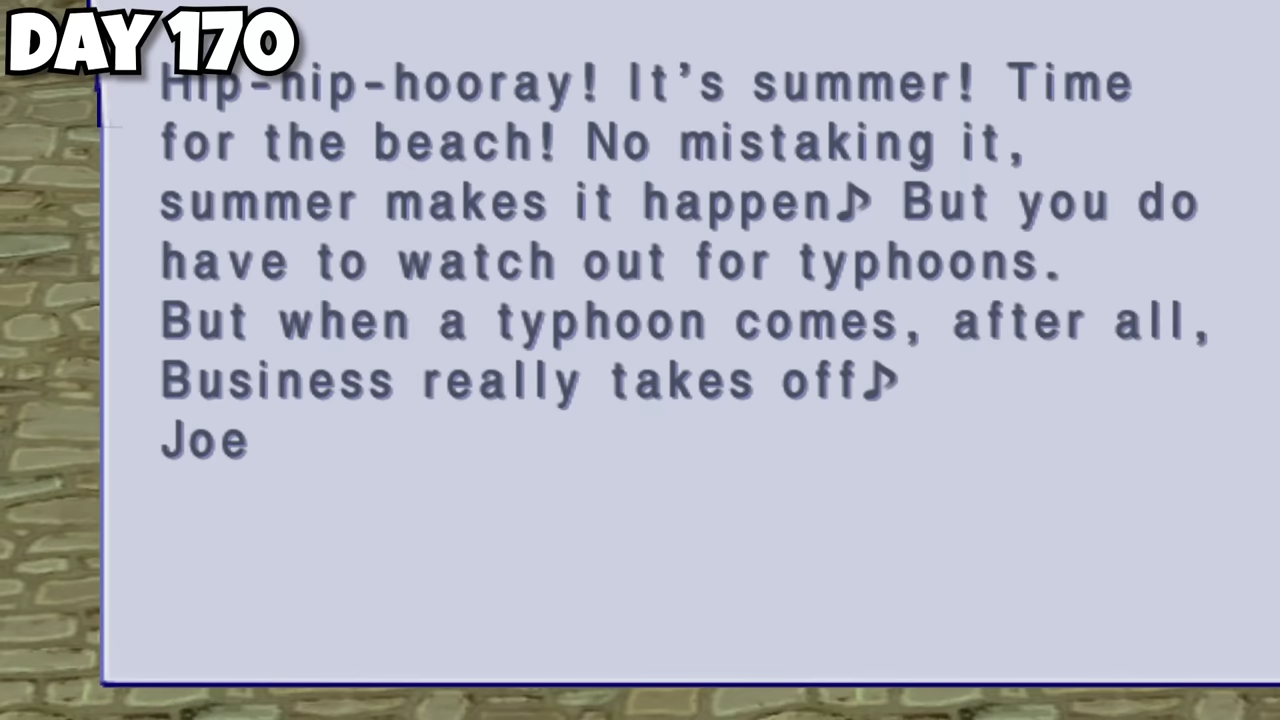 DAY 170
Hip-hip-hooray! It’s summer! Time
for the beach! No mistaking it,
summer makes it happen♪ But you do
have to watch out for typhoons.
But when a typhoon comes, after all,
Business really takes off♪
Joe